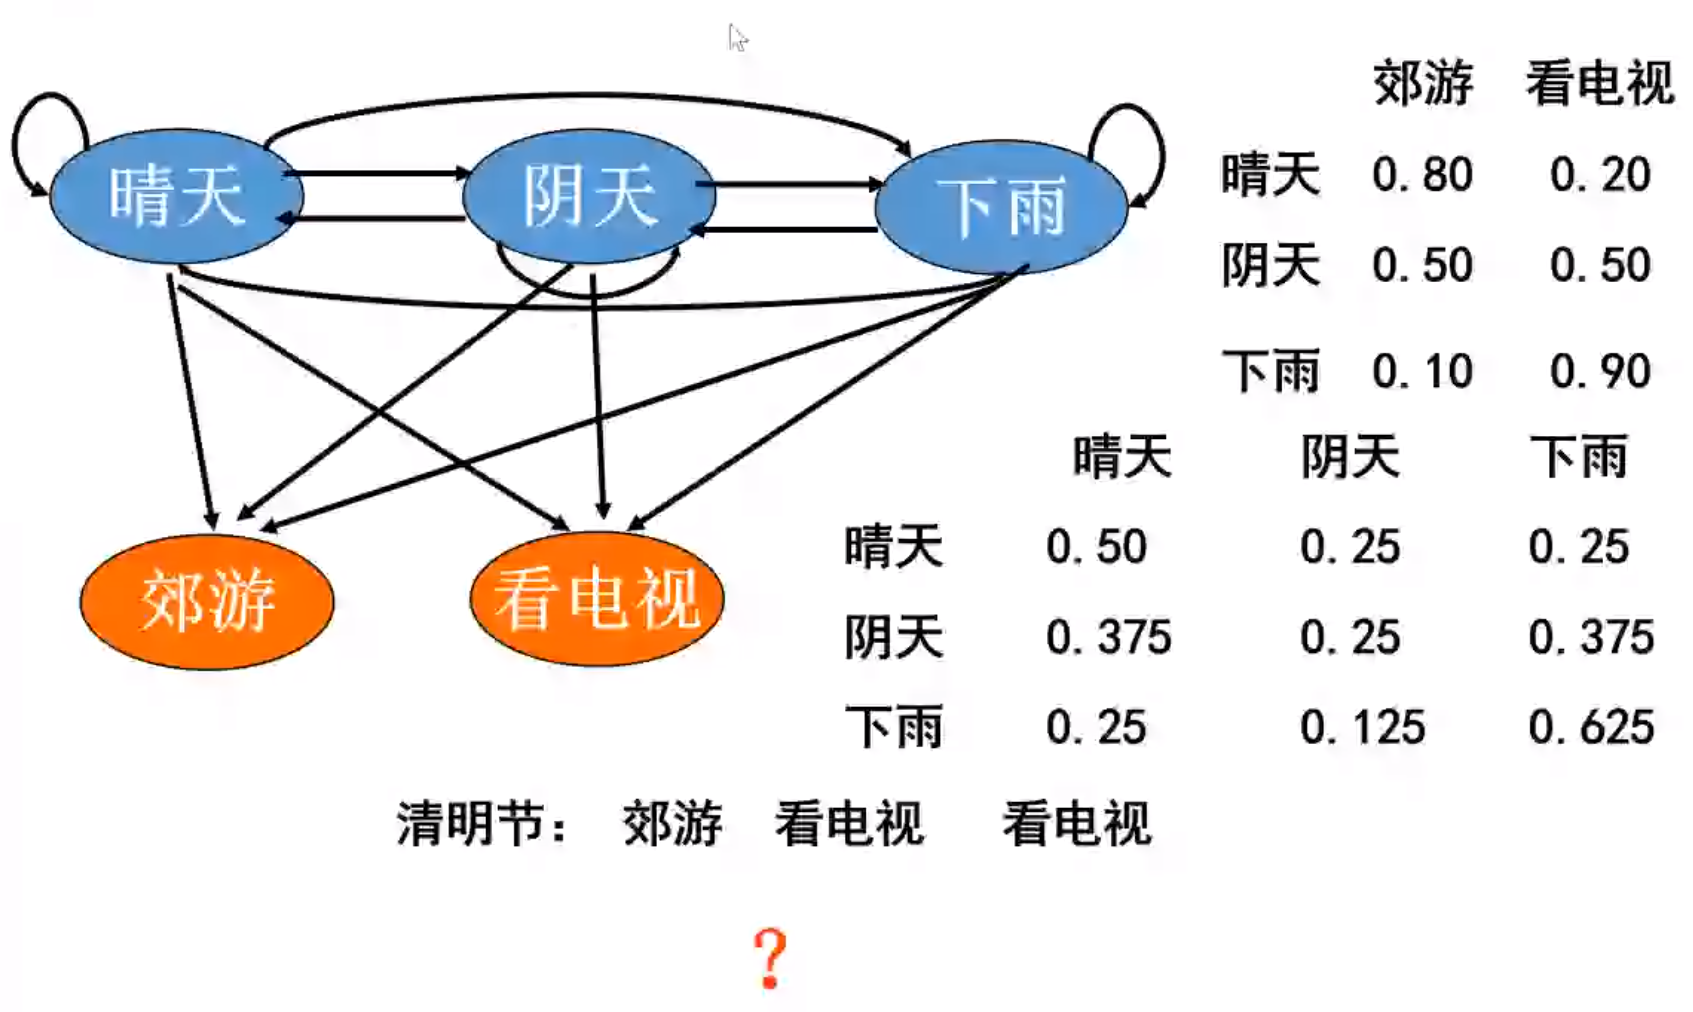 晴天 阴天 下雨
郊游 看电视
郊游 看电视
晴天 0.80 0.20
阴天 0.50 0.50
下雨 0.10 0.90
晴天 阴天 下雨
晴天 0.50 0.25 0.25
阴天 0.375 0.25 0.375
下雨 0.25 0.125 0.625
清明节： 郊游 看电视 看电视
?